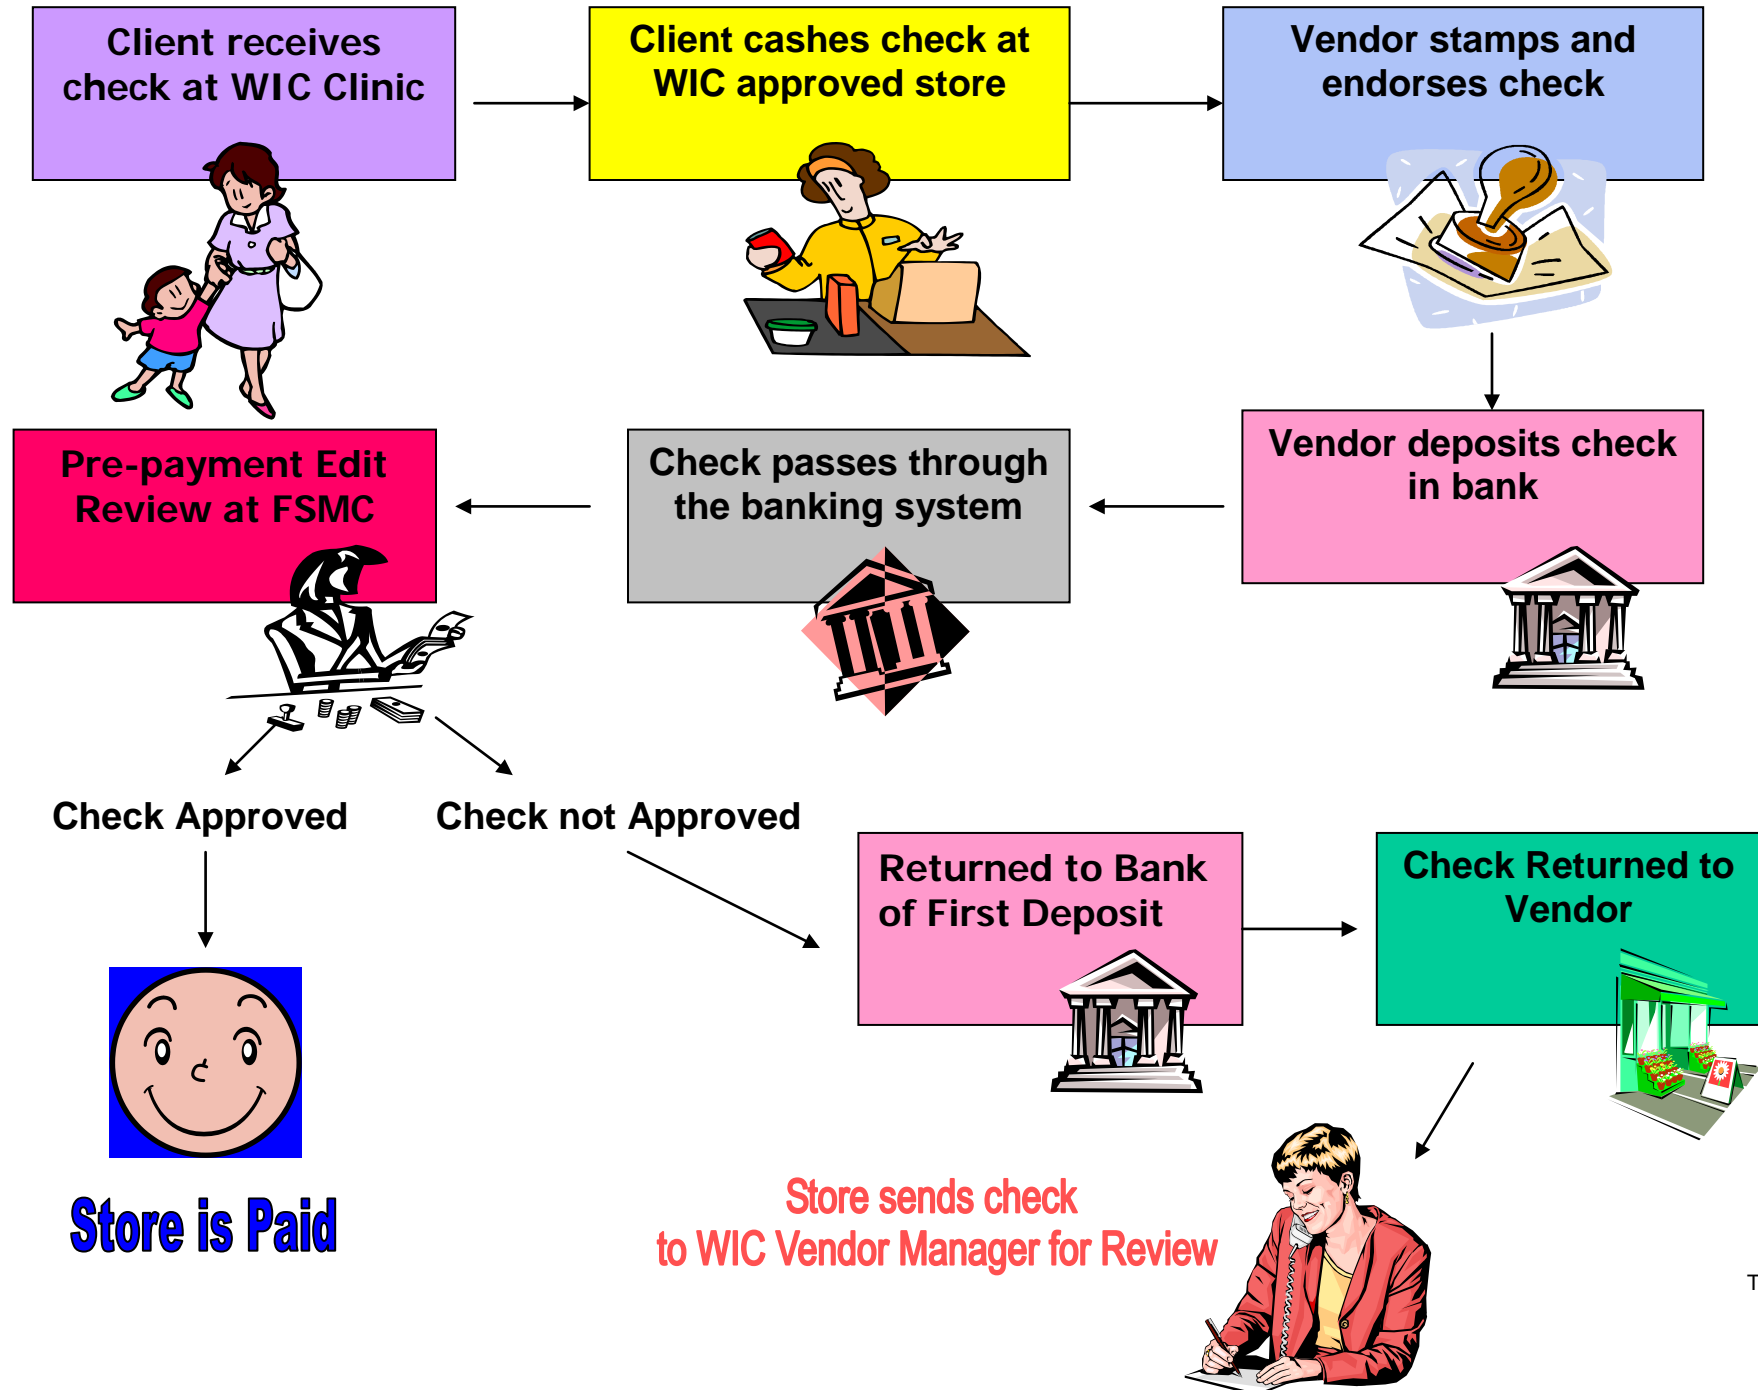 Client receives
check at WIC Clinic
Client cashes check at
WIC approved store
Vendor stamps and
endorses check
Vendor deposits check
in bank
Check passes through
the banking system
Pre-payment Edit
Review at FSMC
Check Approved
Check not Approved
Returned to Bank
of First Deposit
Check Returned to
Vendor
Store is Paid
Store sends check
to WIC Vendor Manager for Review
T